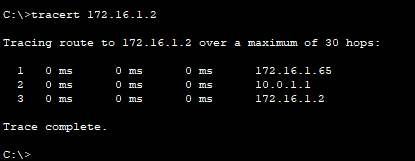 C:\>tracert 172.16.1.2
Tracing route to 172.16.1.2 over a maximum of 30 hops:
1 0 ms 0 ms 0 ms 172.16.1.65
2 0 ms 0 ms 0 ms 10.0.1.1
3 0 ms 0 ms 0 ms 172.16.1.2
Trace complete.
C:\>